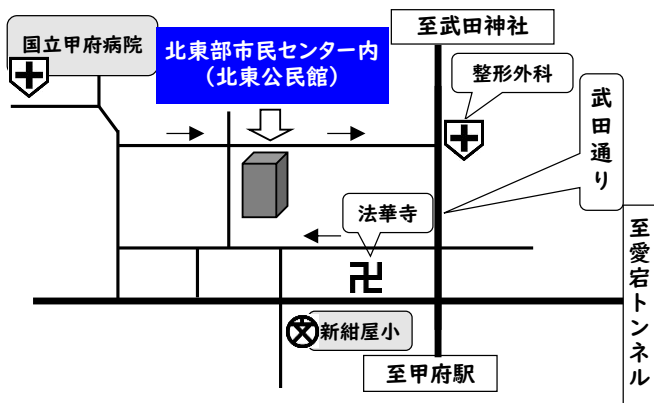 至武田神社
国立甲府病院
北東部市民センター内
（北東公民館）
整形外科
武田通り
法華寺
卍
至愛宕トンネル
文
新紺屋小
至甲府駅